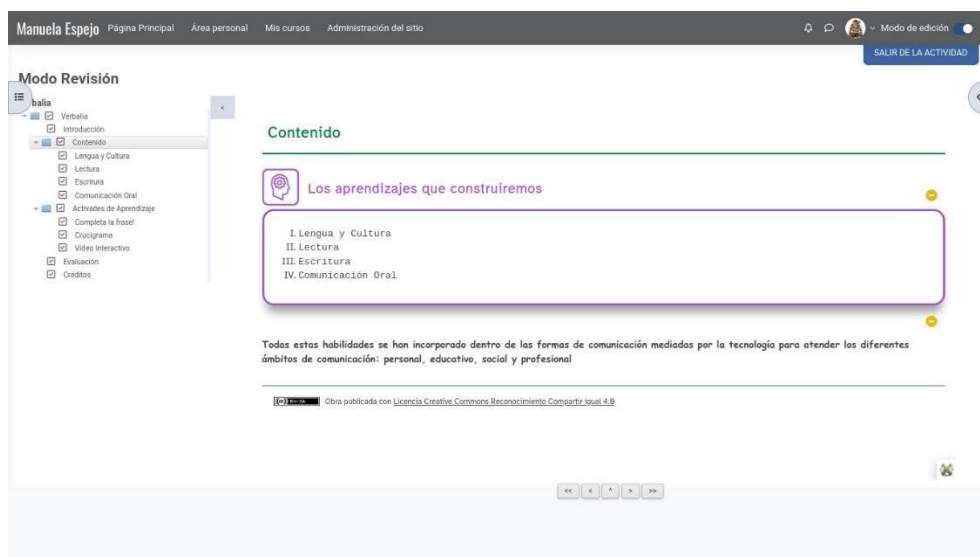 Manuela Espejo Página Principal Área personal Mis cursos Administración del sitio Modo de edición
SALIR DE LA ACTIVIDAD
Modo Revisión
balia
Verbalia
Introducción
Contenido
Lengua y Cultura
Lectura
Escritura
Comunicación Oral
Activades de Aprendizaje
Completa la frase!
Crucigrama
Video Interactivo
Evaluación
Créditos
Contenido
Los aprendizajes que construiremos
I. Lengua y Cultura
II. Lectura
III. Escritura
IV. Comunicación Oral
Todas estas habilidades se han incorporado dentro de las formas de comunicación mediadas por la tecnología para atender los diferentes
ámbitos de comunicación: personal, educativo, social y profesional
Obra publicada con Licencia Creative Commons Reconocimiento Compartir igual 4.0
<< < ^ > >>